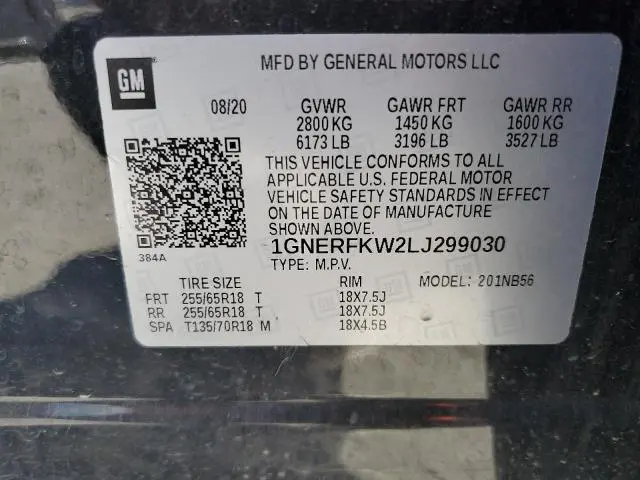 GM
MFD BY GENERAL MOTORS LLC
08/20 GVWR GAWR FRT GAWR RR
2800 KG 1450 KG 1600 KG
6173 LB 3196 LB 3527 LB
THIS VEHICLE CONFORMS TO ALL
APPLICABLE U.S. FEDERAL MOTOR
VEHICLE SAFETY STANDARDS IN EFFECT
ON THE DATE OF MANUFACTURE
SHOWN ABOVE.
384A
1GNERFKW2LJ299030
TYPE: M.P.V.
TIRE SIZE RIM MODEL: 201NB56
FRT 255/65R18 T 18X7.5J
RR 255/65R18 T 18X7.5J
SPA T135/70R18 M 18X4.5B